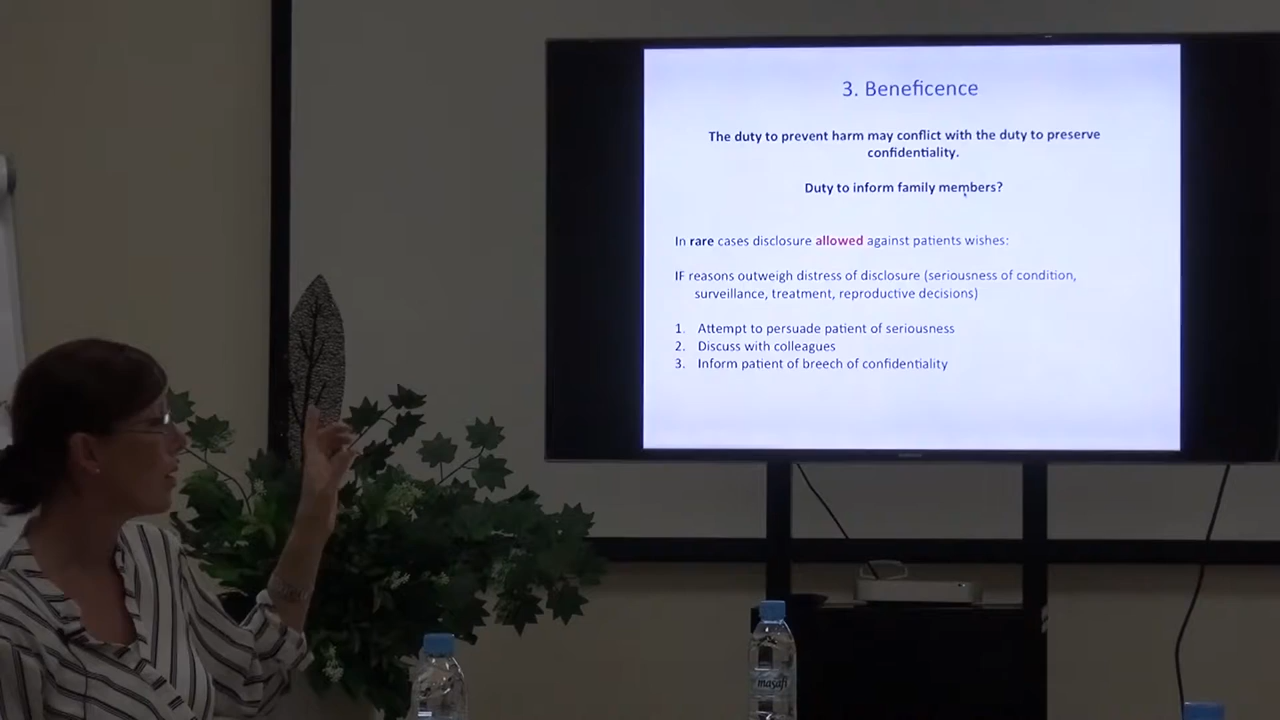 3. Beneficence
The duty to prevent harm may conflict with the duty to preserve
confidentiality.
Duty to inform family members?
In rare cases disclosure allowed against patients wishes:
IF reasons outweigh distress of disclosure (seriousness of condition,
surveillance, treatment, reproductive decisions)
1. Attempt to persuade patient of seriousness
2. Discuss with colleagues
3. Inform patient of breech of confidentiality
masafi